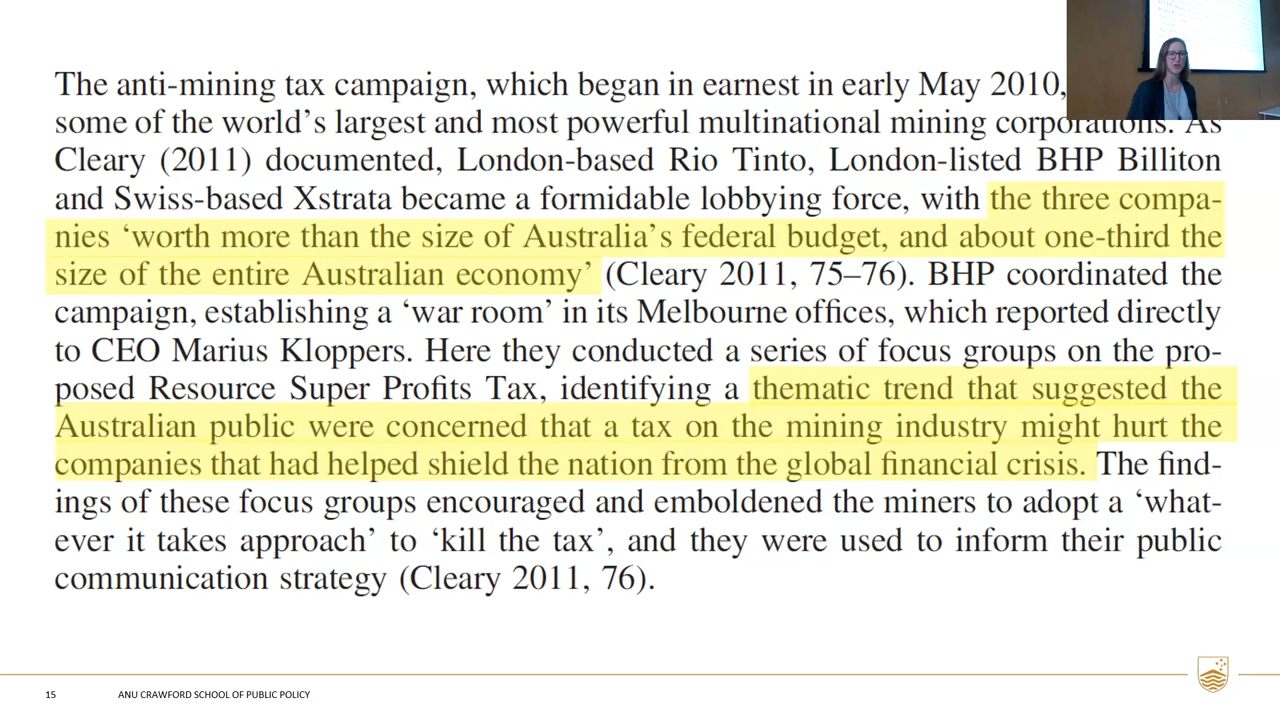 The anti-mining tax campaign, which began in earnest in early May 2010,
some of the world’s largest and most powerful multinational mining corporations. As
Cleary (2011) documented, London-based Rio Tinto, London-listed BHP Billiton
and Swiss-based Xstrata became a formidable lobbying force, with the three compa-
nies ‘worth more than the size of Australia’s federal budget, and about one-third the
size of the entire Australian economy’ (Cleary 2011, 75–76). BHP coordinated the
campaign, establishing a ‘war room’ in its Melbourne offices, which reported directly
to CEO Marius Kloppers. Here they conducted a series of focus groups on the pro-
posed Resource Super Profits Tax, identifying a thematic trend that suggested the
Australian public were concerned that a tax on the mining industry might hurt the
companies that had helped shield the nation from the global financial crisis. The find-
ings of these focus groups encouraged and emboldened the miners to adopt a ‘what-
ever it takes approach’ to ‘kill the tax’, and they were used to inform their public
communication strategy (Cleary 2011, 76).
15 ANU CRAWFORD SCHOOL OF PUBLIC POLICY